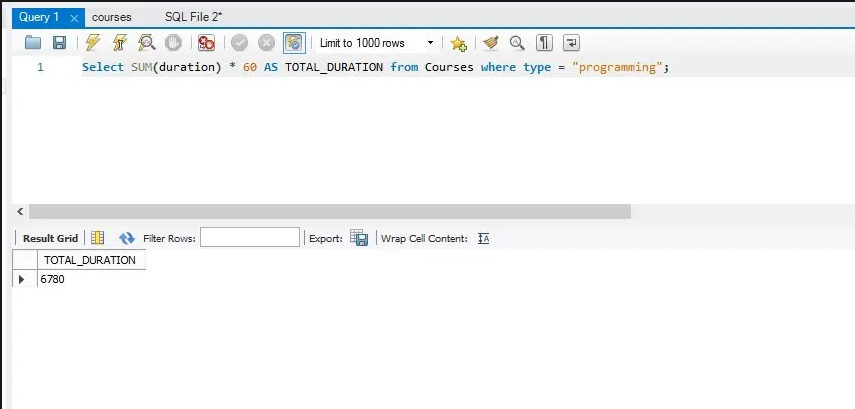 Query 1 × courses SQL File 2*
Limit to 1000 rows
1 Select SUM(duration) * 60 AS TOTAL_DURATION from Courses where type = "programming";
Result Grid Filter Rows: Export: Wrap Cell Content: IA
TOTAL_DURATION
6780